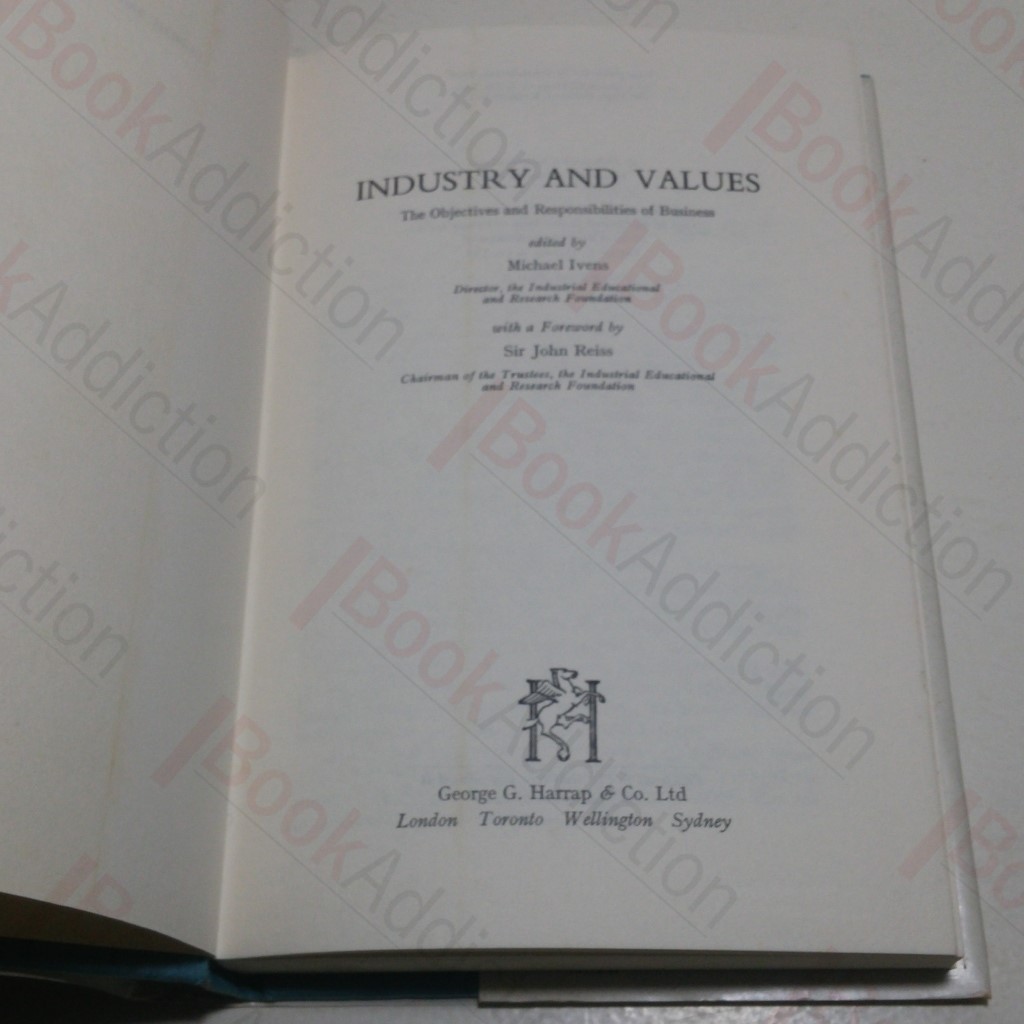 INDUSTRY AND VALUES
The Objectives and Responsibilities of Business
edited by
Michael Ivens
Director, the Industrial Educational
and Research Foundation
with a Foreword by
Sir John Reiss
Chairman of the Trustees, the Industrial Educational
and Research Foundation
H
George G. Harrap & Co. Ltd
London Toronto Wellington Sydney
BookAddiction